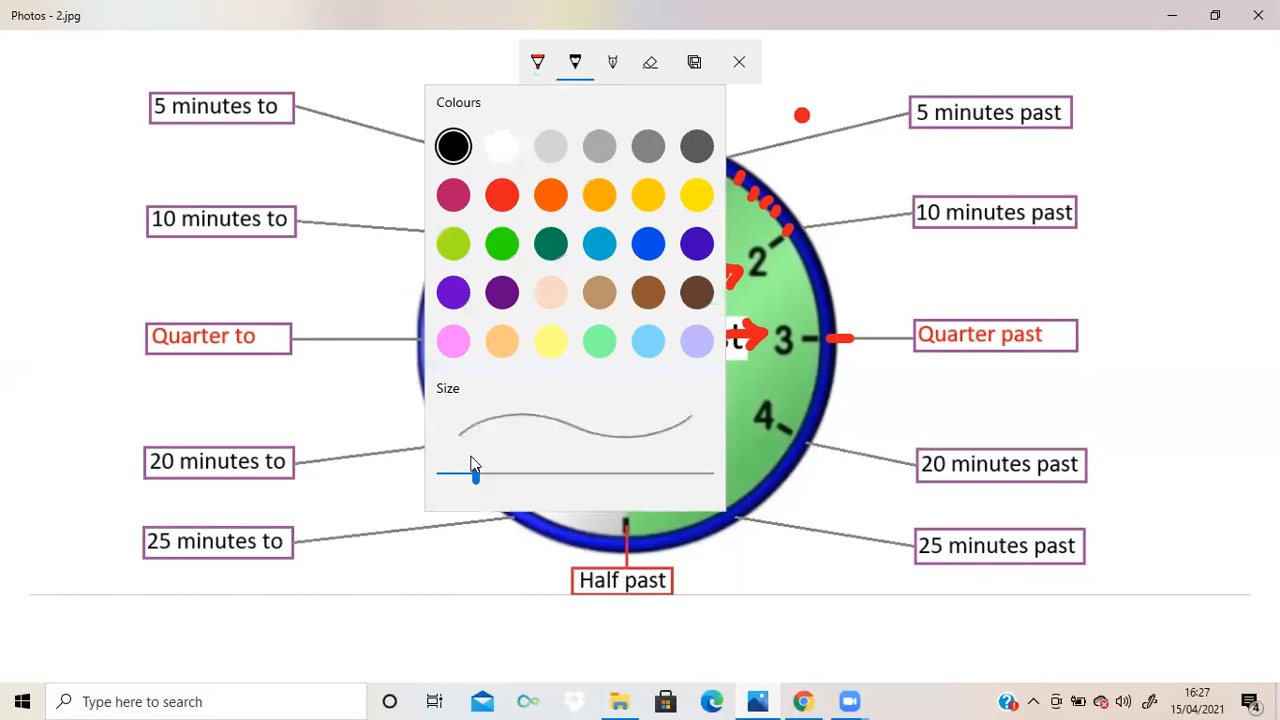 Photos - 2.jpg
Colours
5 minutes to
5 minutes past
10 minutes to
10 minutes past
2
Quarter to
3
Quarter past
Size
4
20 minutes to
20 minutes past
25 minutes to
25 minutes past
Half past
Type here to search
16:27
15/04/2021
4